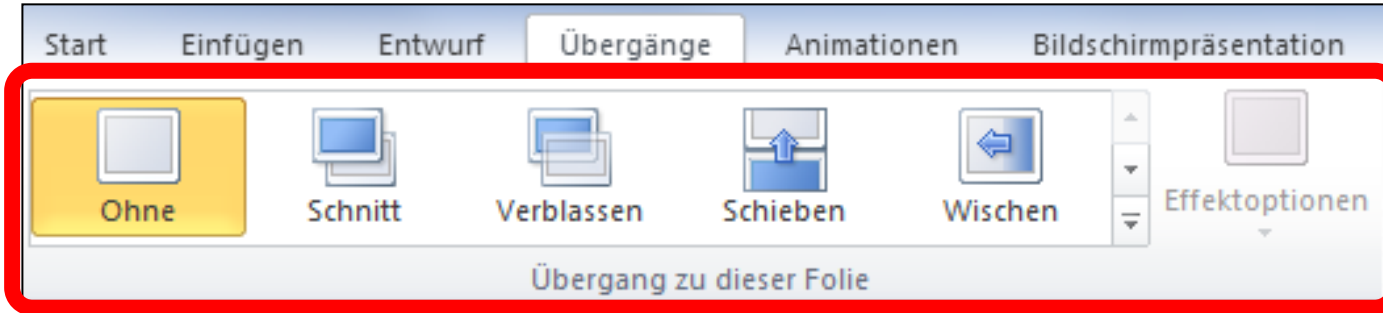 Start Einfügen Entwurf Übergänge Animationen Bildschirmpräsentation
Ohne Schnitt Verblassen Schieben Wischen Effektoptionen
Übergang zu dieser Folie